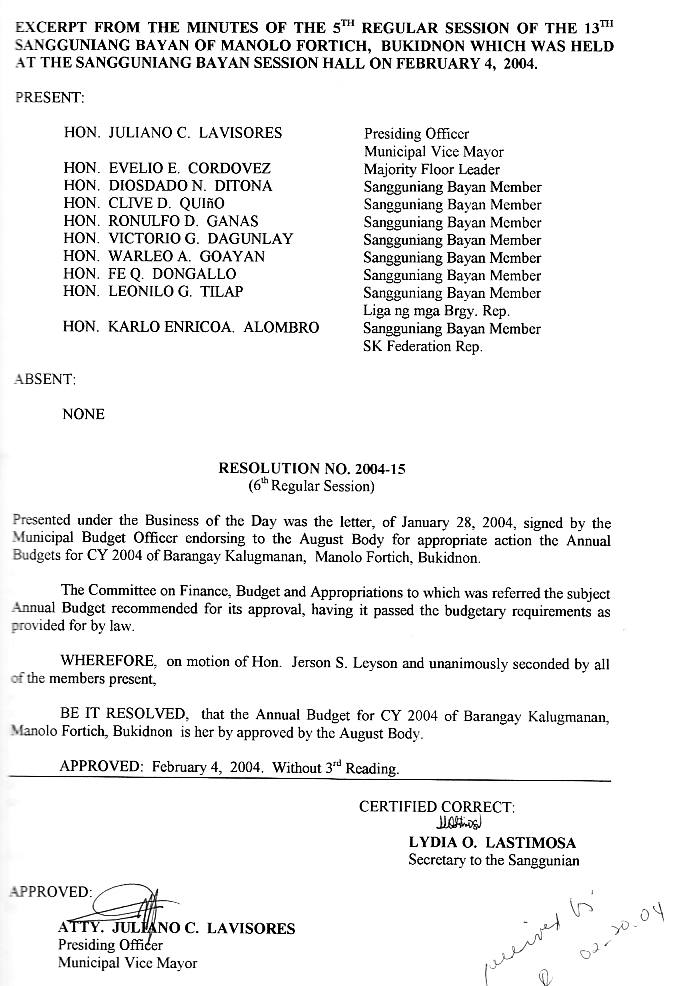 EXCERPT FROM THE MINUTES OF THE 5TH REGULAR SESSION OF THE 13TH
SANGGUNIANG BAYAN OF MANOLO FORTICH, BUKIDNON WHICH WAS HELD
AT THE SANGGUNIANG BAYAN SESSION HALL ON FEBRUARY 4, 2004.
PRESENT:
HON. JULIANO C. LAVISORES Presiding Officer
Municipal Vice Mayor
HON. EVELIO E. CORDOVEZ Majority Floor Leader
HON. DIOSDADO N. DITONA Sangguniang Bayan Member
HON. CLIVE D. QUIñO Sangguniang Bayan Member
HON. RONULFO D. GANAS Sangguniang Bayan Member
HON. VICTORIO G. DAGUNLAY Sangguniang Bayan Member
HON. WARLEO A. GOAYAN Sangguniang Bayan Member
HON. FE Q. DONGALLO Sangguniang Bayan Member
HON. LEONILO G. TILAP Sangguniang Bayan Member
Liga ng mga Brgy. Rep.
HON. KARLO ENRICOA. ALOMBRO Sangguniang Bayan Member
SK Federation Rep.
ABSENT:
NONE
RESOLUTION NO. 2004-15
(6th Regular Session)
Presented under the Business of the Day was the letter, of January 28, 2004, signed by the
Municipal Budget Officer endorsing to the August Body for appropriate action the Annual
Budgets for CY 2004 of Barangay Kalugmanan, Manolo Fortich, Bukidnon.
The Committee on Finance, Budget and Appropriations to which was referred the subject
Annual Budget recommended for its approval, having it passed the budgetary requirements as
provided for by law.
WHEREFORE, on motion of Hon. Jerson S. Leyson and unanimously seconded by all
of the members present,
BE IT RESOLVED, that the Annual Budget for CY 2004 of Barangay Kalugmanan,
Manolo Fortich, Bukidnon is her by approved by the August Body.
APPROVED: February 4, 2004. Without 3rd Reading.
CERTIFIED CORRECT:
LYDIA O. LASTIMOSA
Secretary to the Sanggunian
APPROVED:
ATTY. JULIANO C. LAVISORES
Presiding Officer
Municipal Vice Mayor
received by
02-20-04